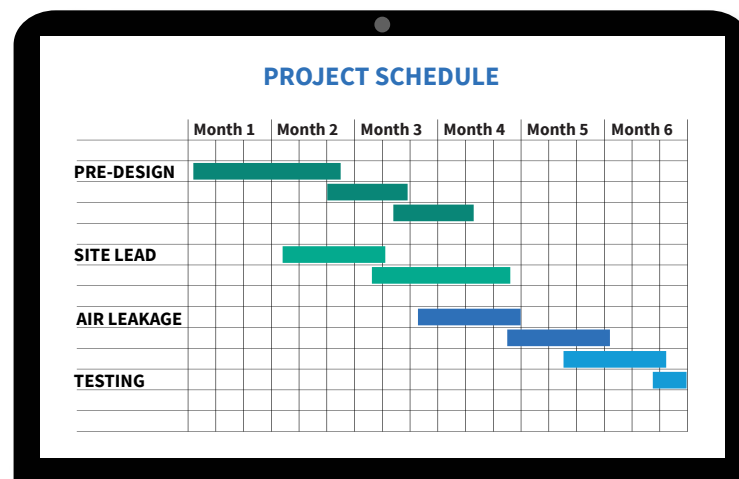 PROJECT SCHEDULE
Month 1 Month 2 Month 3 Month 4 Month 5 Month 6
PRE-DESIGN
SITE LEAD
AIR LEAKAGE
TESTING